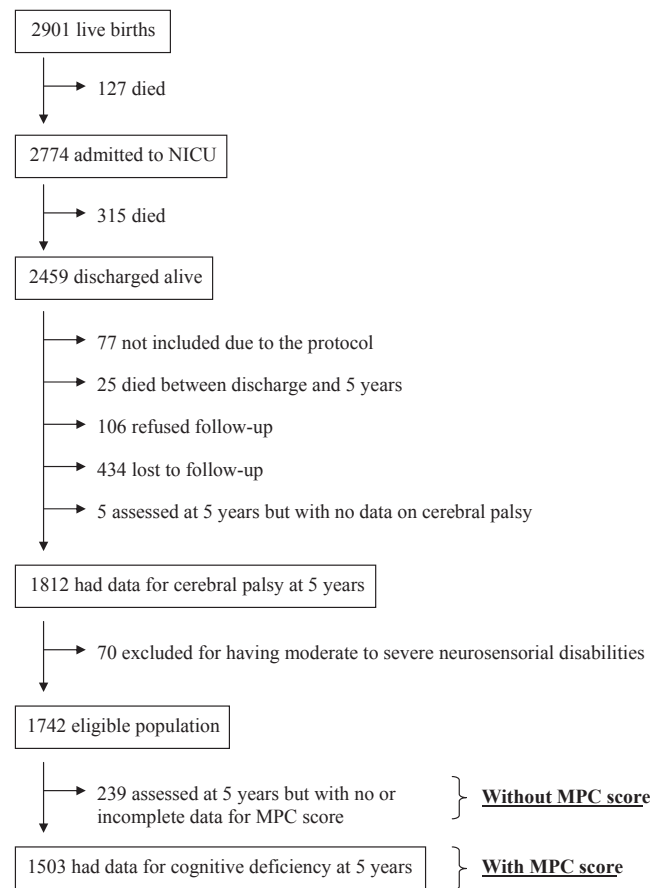 2901 live births
127 died
2774 admitted to NICU
315 died
2459 discharged alive
77 not included due to the protocol
25 died between discharge and 5 years
106 refused follow-up
434 lost to follow-up
5 assessed at 5 years but with no data on cerebral palsy
1812 had data for cerebral palsy at 5 years
70 excluded for having moderate to severe neurosensorial disabilities
1742 eligible population
239 assessed at 5 years but with no or
incomplete data for MPC score
Without MPC score
1503 had data for cognitive deficiency at 5 years
With MPC score